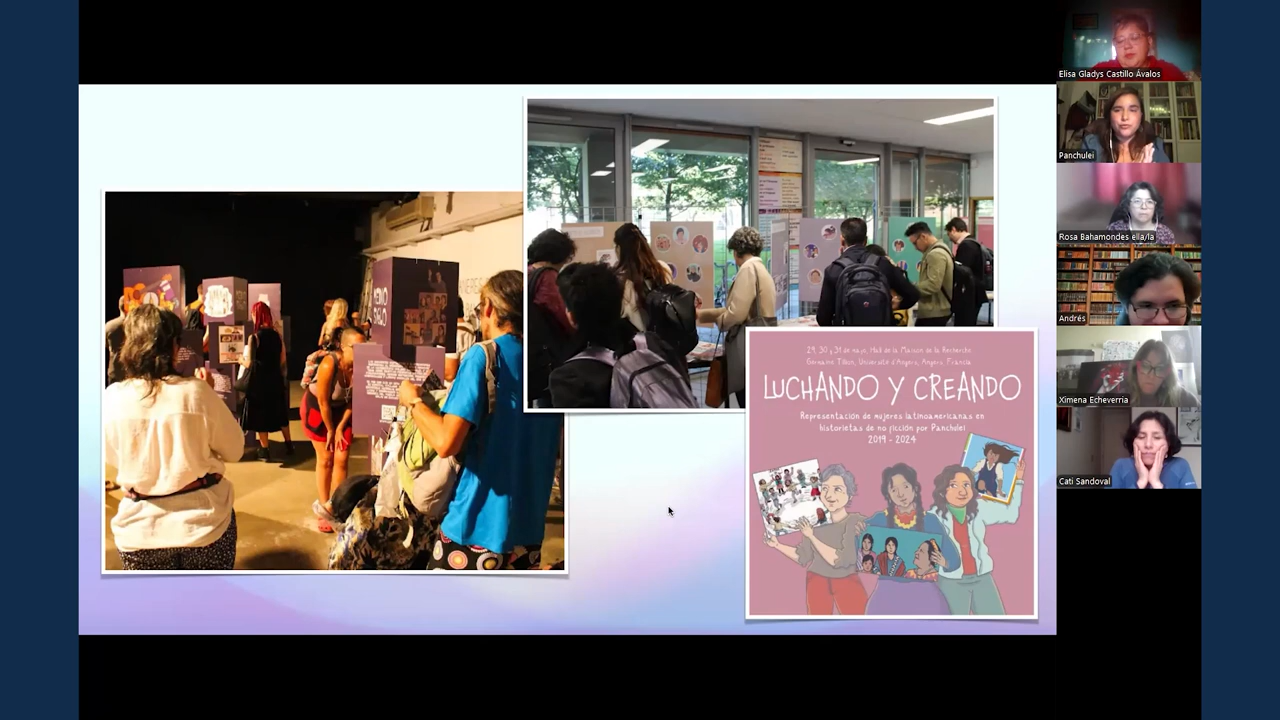 29, 30 y 31 de mayo, Hall de la Maison de la Recherche
Germaine Tillion, Université d'Angers, Angers, Francia
LUCHANDO Y CREANDO
Representación de mujeres latinoamericanas en
historietas de no ficción por Panchulei
2019 - 2024
Elisa Gladys Castillo Ávalos
Panchulei
Rosa Bahamondes ella/la
Andrés
Ximena Echeverria
Cati Sandoval